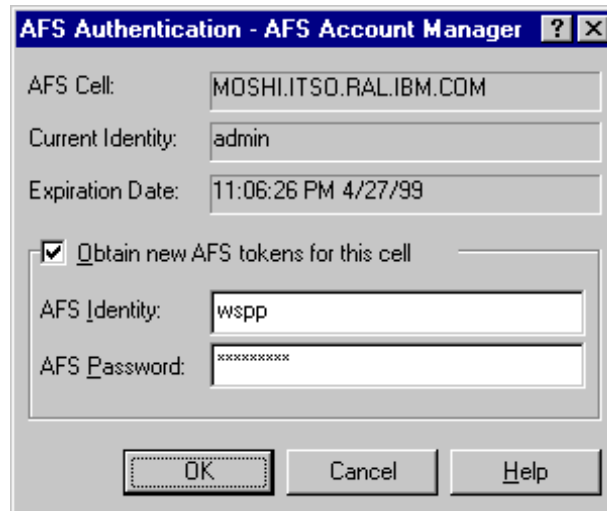 AFS Authentication - AFS Account Manager ? X
AFS Cell: MOSHI.ITSO.RAL.IBM.COM
Current Identity: admin
Expiration Date: 11:06:26 PM 4/27/99
Obtain new AFS tokens for this cell
AFS Identity: wspp
AFS Password: *********
OK Cancel Help